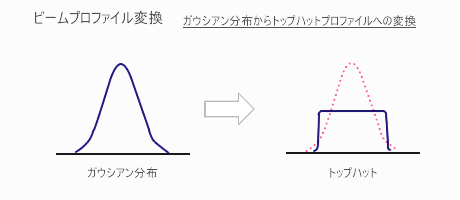 ビームプロファイル変換
ガウシアン分布からトップハットプロファイルへの変換
ガウシアン分布
トップハット